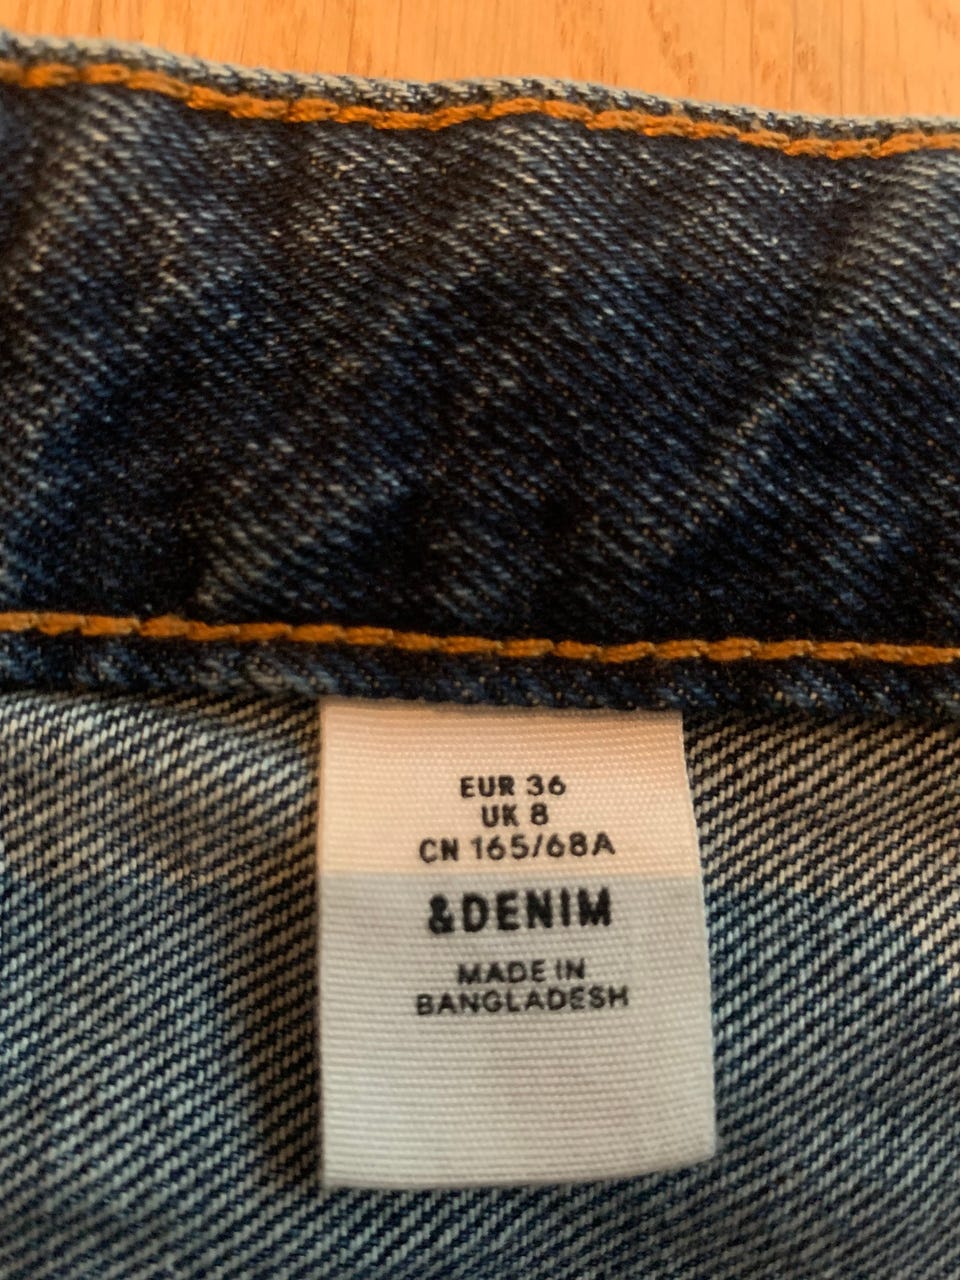 EUR 36
UK 8
CN 165/68A
&DENIM
MADE IN
BANGLADESH